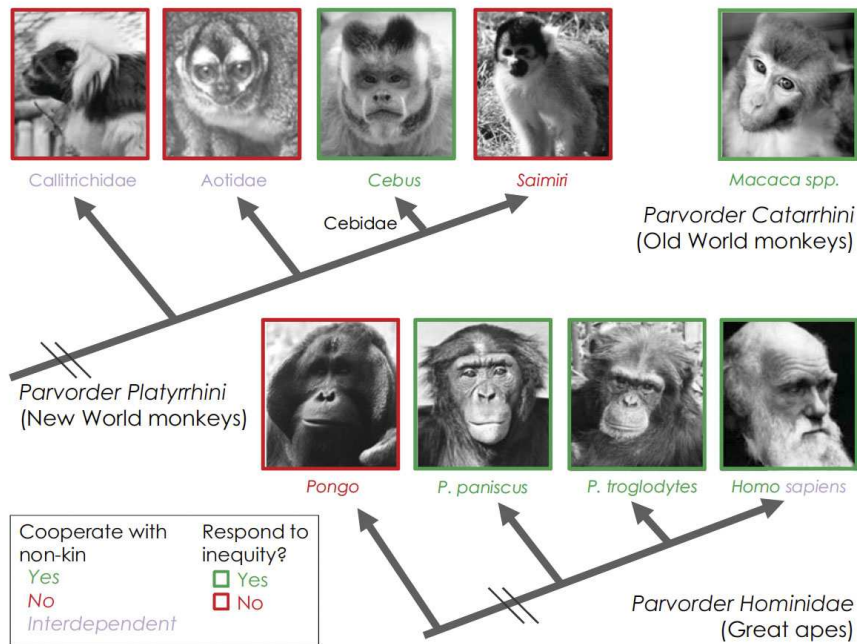 Callitrichidae
Aotidae
Cebus
Saimiri
Macaca spp.
Cebidae
Parvorder Catarrhini
(Old World monkeys)
Parvorder Platyrrhini
(New World monkeys)
Pongo
P. paniscus
P. troglodytes
Homo sapiens
Cooperate with
non-kin
Yes
No
Interdependent
Respond to
inequity?
Yes
No
Parvorder Hominidae
(Great apes)